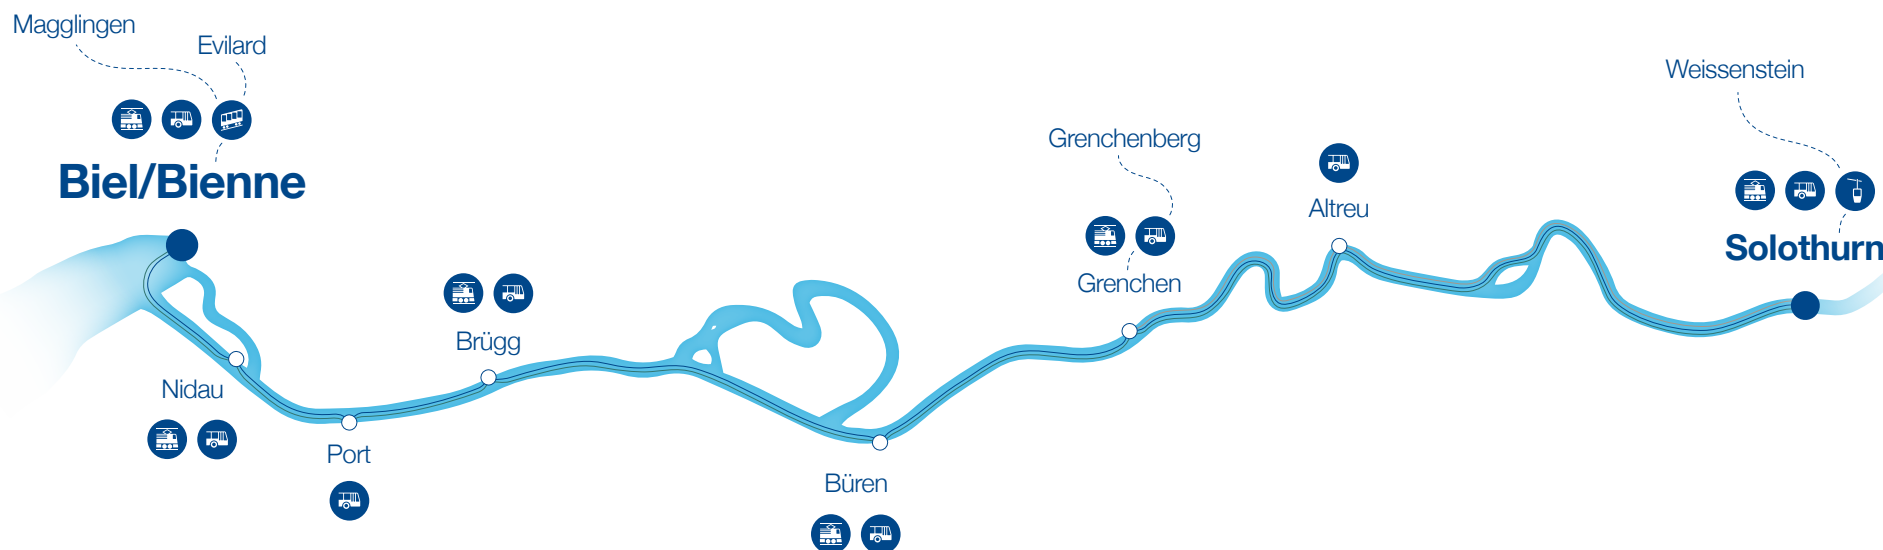 Magglingen
Evilard
Biel/Bienne
Nidau
Port
Brügg
Büren
Grenchenberg
Grenchen
Altreu
Weissenstein
Solothurn